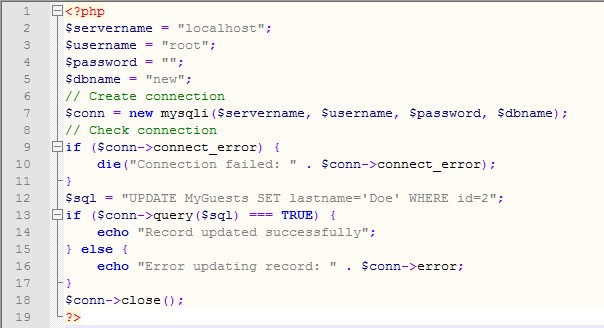 1 <?php
2 $servername = "localhost";
3 $username = "root";
4 $password = "";
5 $dbname = "new";
6 // Create connection
7 $conn = new mysqli($servername, $username, $password, $dbname);
8 // Check connection
9 if ($conn->connect_error) {
10     die("Connection failed: " . $conn->connect_error);
11 }
12 $sql = "UPDATE MyGuests SET lastname='Doe' WHERE id=2";
13 if ($conn->query($sql) === TRUE) {
14     echo "Record updated successfully";
15 } else {
16     echo "Error updating record: " . $conn->error;
17 }
18 $conn->close();
19 ?>